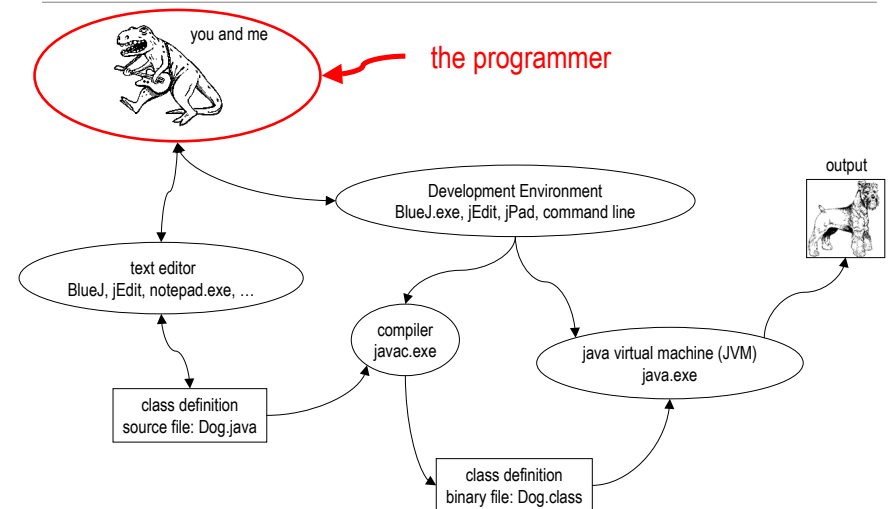 you and me
the programmer
output
Development Environment
BlueJ.exe, jEdit, jPad, command line
text editor
BlueJ, jEdit, notepad.exe, …
compiler
javac.exe
java virtual machine (JVM)
java.exe
class definition
source file: Dog.java
class definition
binary file: Dog.class